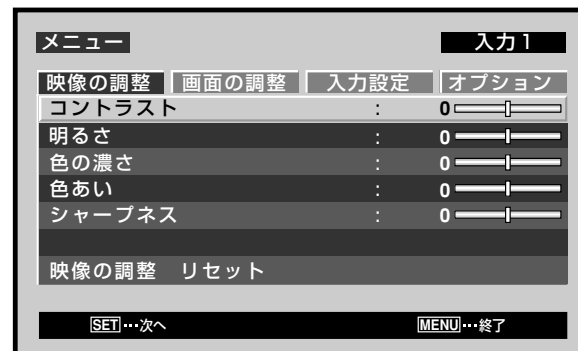 メニュー 入力1
映像の調整 画面の調整 入力設定 オプション
コントラスト : 0
明るさ : 0
色の濃さ : 0
色あい : 0
シャープネス : 0
映像の調整 リセット
SET…次へ MENU…終了